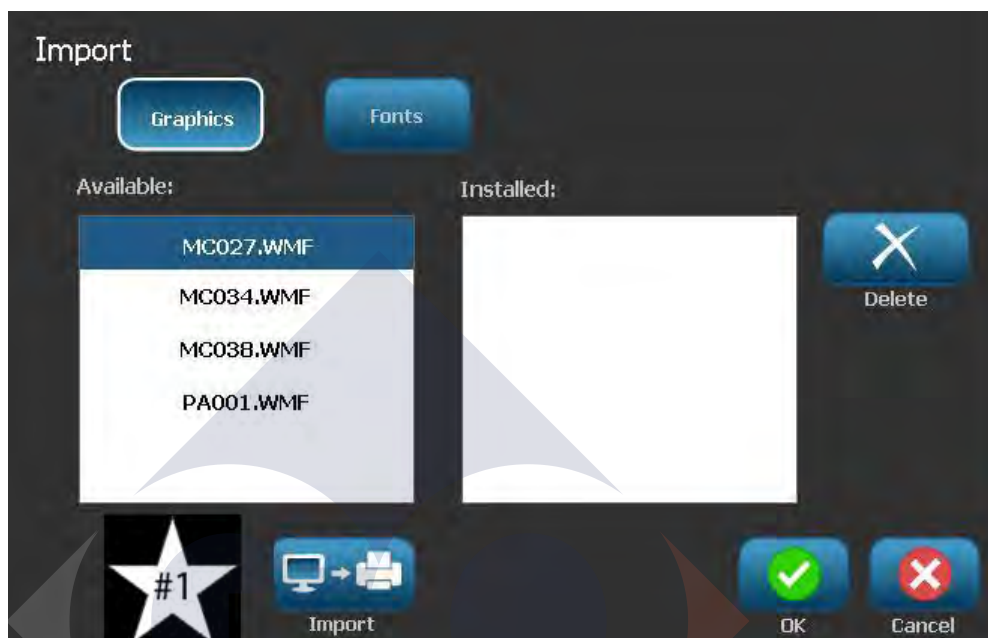 Import
Graphics Fonts
Available: Installed:
MC027.WMF
MC034.WMF
MC038.WMF
PA001.WMF
Delete
#1
Import OK Cancel